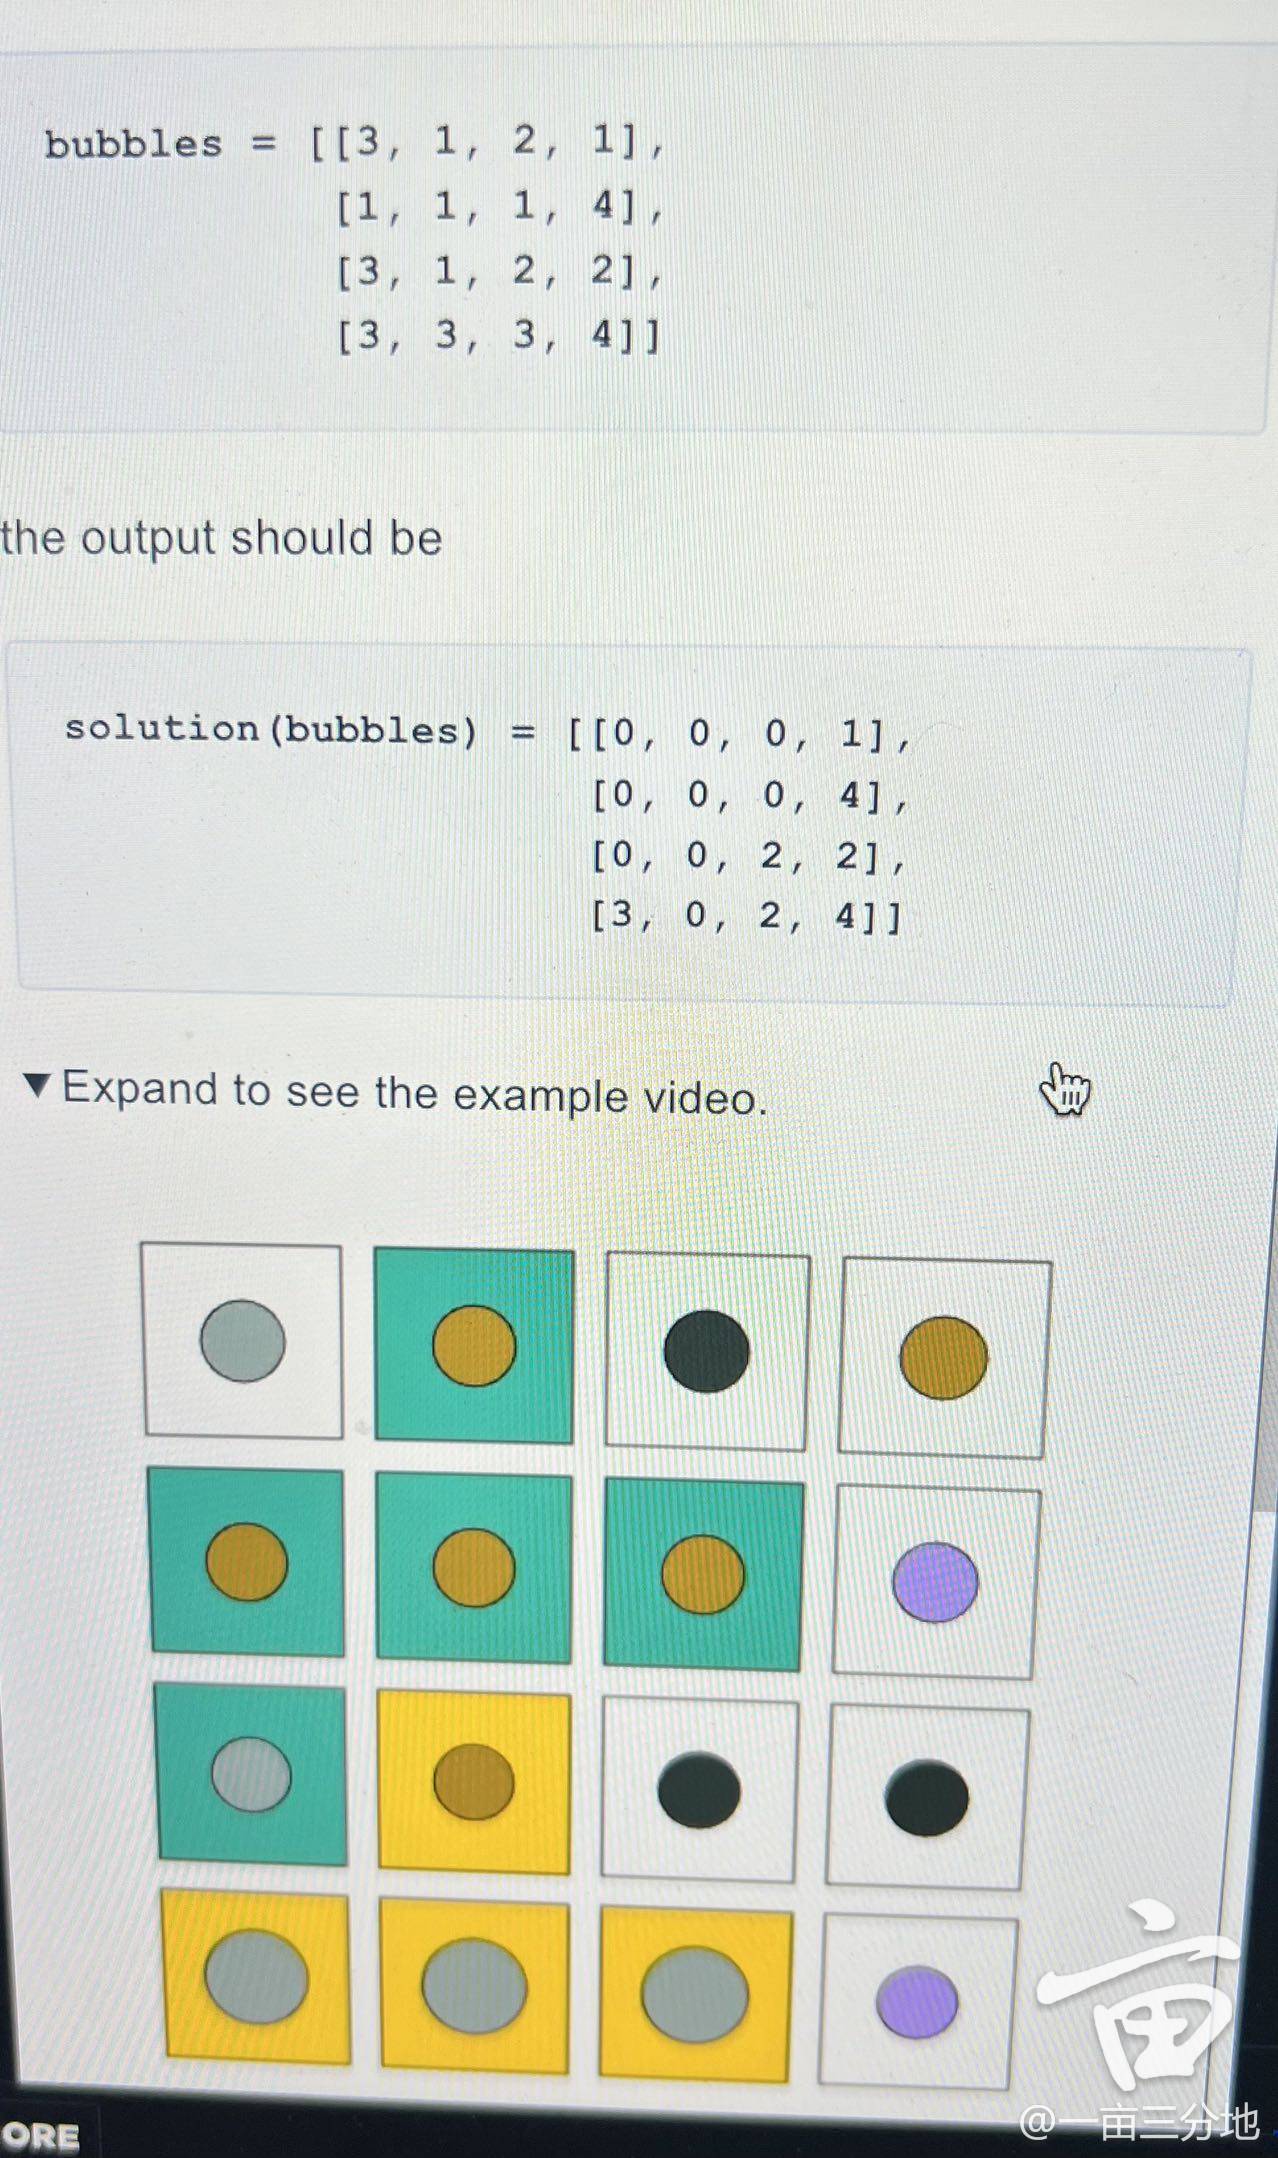 bubbles = [[3, 1, 2, 1],
[1, 1, 1, 4],
[3, 1, 2, 2],
[3, 3, 3, 4]]
the output should be
solution(bubbles) = [[0, 0, 0, 1],
[0, 0, 0, 4],
[0, 0, 2, 2],
[3, 0, 2, 4]]
▼ Expand to see the example video.
亩
@一亩三分地
ORE